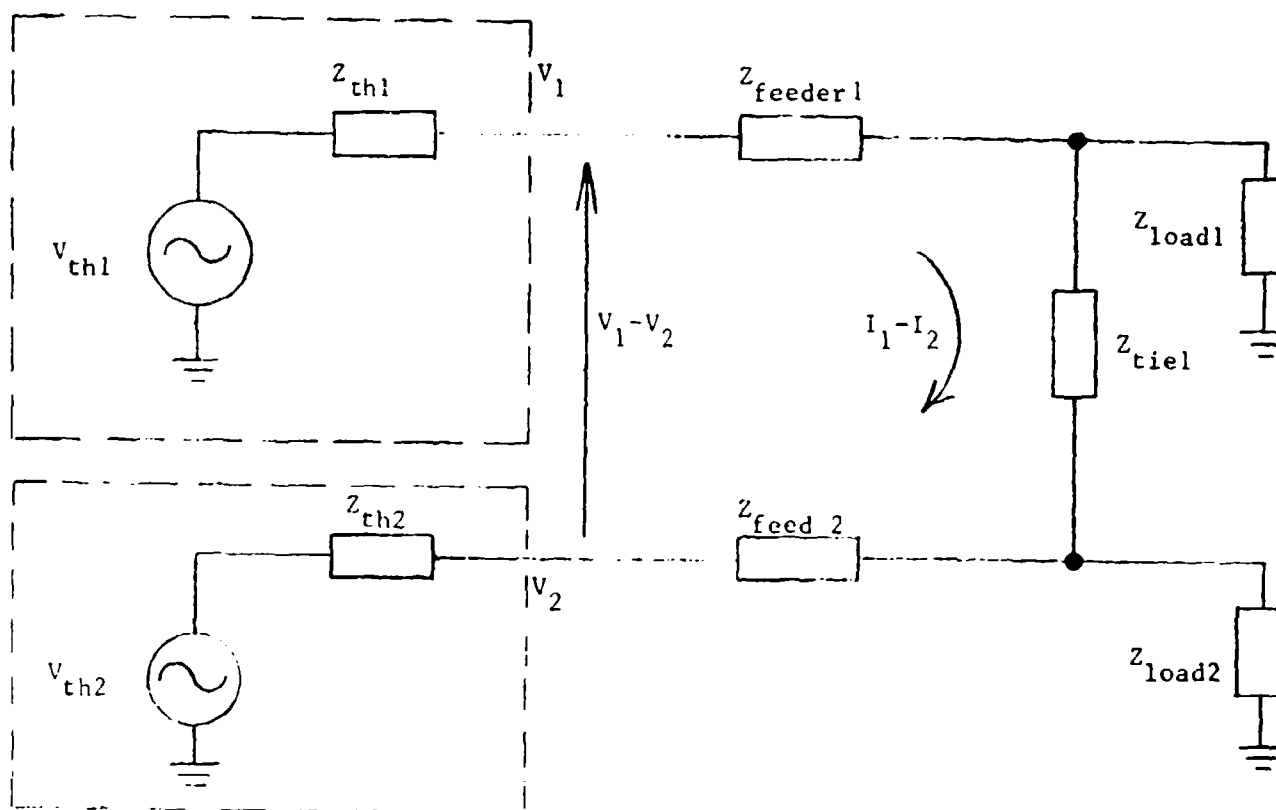 Z_th1
V_1
Z_feeder1
V_th1
Z_load1
V_1-V_2
I_1-I_2
Z_tie1
Z_th2
Z_feed 2
V_2
V_th2
Z_load2